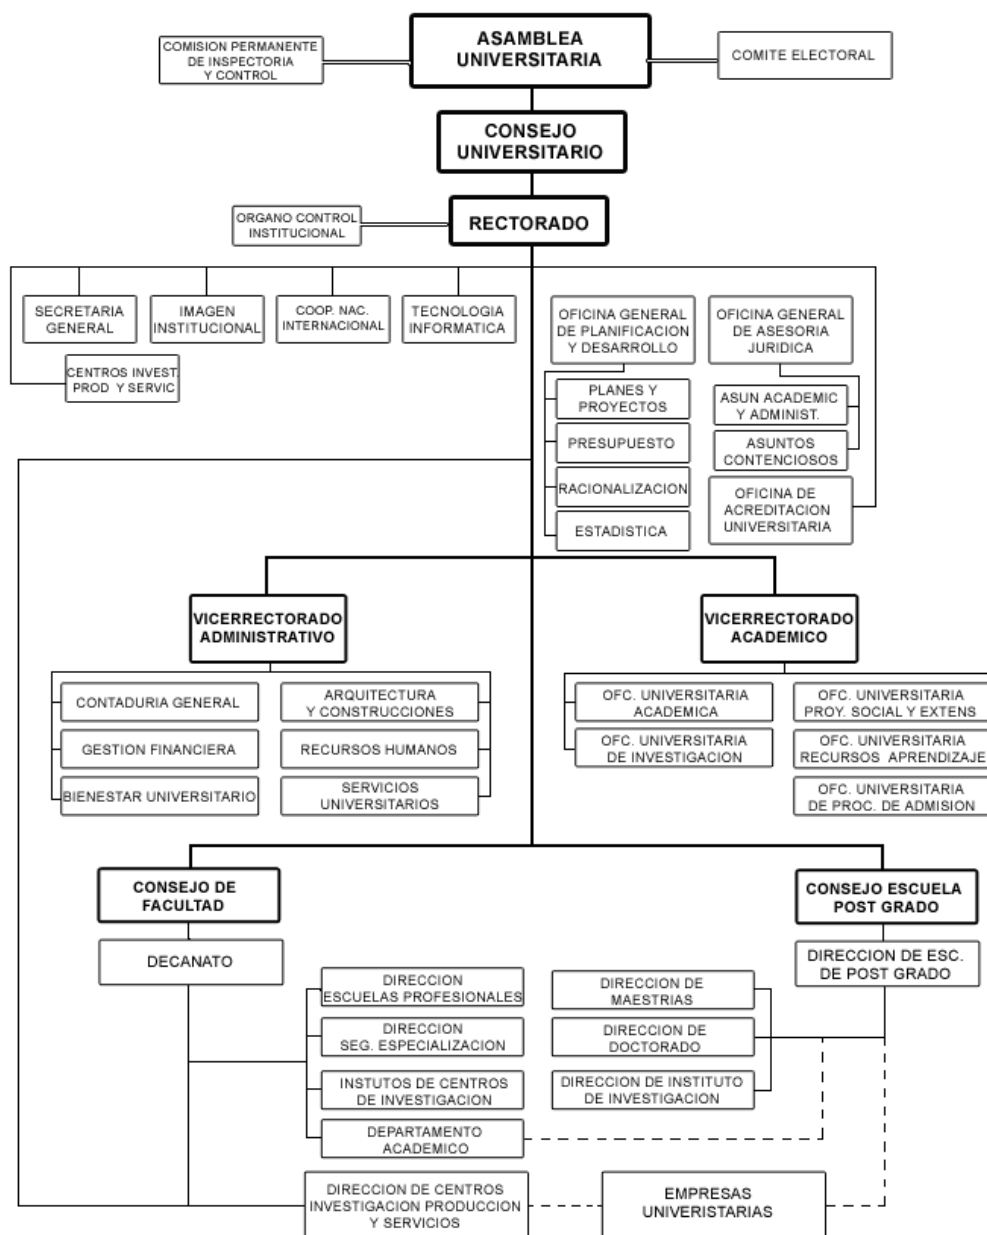 ASAMBLEA
UNIVERSITARIA
COMISION PERMANENTE
DE INSPECTORIA
Y CONTROL
COMITE ELECTORAL
CONSEJO
UNIVERSITARIO
RECTORADO
ORGANO CONTROL
INSTITUCIONAL
SECRETARIA
GENERAL
IMAGEN
INSTITUCIONAL
COOP. NAC.
INTERNACIONAL
TECNOLOGIA
INFORMATICA
OFICINA GENERAL
DE PLANIFICACION
Y DESARROLLO
OFICINA GENERAL
DE ASESORIA
JURIDICA
CENTROS INVEST.
PROD Y SERVIC
PLANES Y
PROYECTOS
ASUN ACADEMIC
Y ADMINIST.
PRESUPUESTO
ASUNTOS
CONTENCIOSOS
RACIONALIZACION
OFICINA DE
ACREDITACION
UNIVERSITARIA
ESTADISTICA
VICERRECTORADO
ADMINISTRATIVO
VICERRECTORADO
ACADEMICO
CONTADURIA GENERAL
ARQUITECTURA
Y CONSTRUCCIONES
OFC. UNIVERSITARIA
ACADEMICA
OFC. UNIVERSITARIA
PROY. SOCIAL Y EXTENS
GESTION FINANCIERA
RECURSOS HUMANOS
OFC. UNIVERSITARIA
DE INVESTIGACION
OFC. UNIVERSITARIA
RECURSOS APRENDIZAJE
BIENESTAR UNIVERSITARIO
SERVICIOS
UNIVERSITARIOS
OFC. UNIVERSITARIA
DE PROC. DE ADMISION
CONSEJO DE
FACULTAD
CONSEJO ESCUELA
POST GRADO
DECANATO
DIRECCION DE ESC.
DE POST GRADO
DIRECCION
ESCUELAS PROFESIONALES
DIRECCION DE
MAESTRIAS
DIRECCION
SEG. ESPECIALIZACION
DIRECCION DE
DOCTORADO
INSTUTOS DE CENTROS
DE INVESTIGACION
DIRECCION DE INSTITUTO
DE INVESTIGACION
DEPARTAMENTO
ACADEMICO
DIRECCION DE CENTROS
INVESTIGACION PRODUCCION
Y SERVICIOS
EMPRESAS
UNIVERISTARIAS